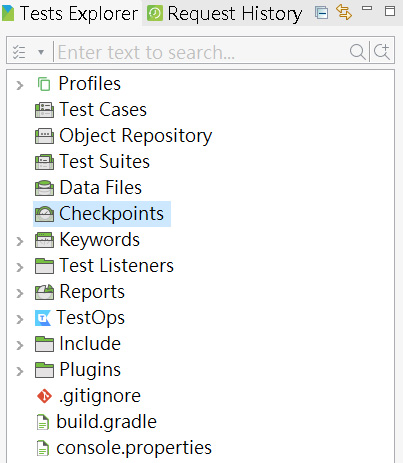 Tests Explorer Request History
Enter text to search...
Profiles
Test Cases
Object Repository
Test Suites
Data Files
Checkpoints
Keywords
Test Listeners
Reports
TestOps
Include
Plugins
.gitignore
build.gradle
console.properties